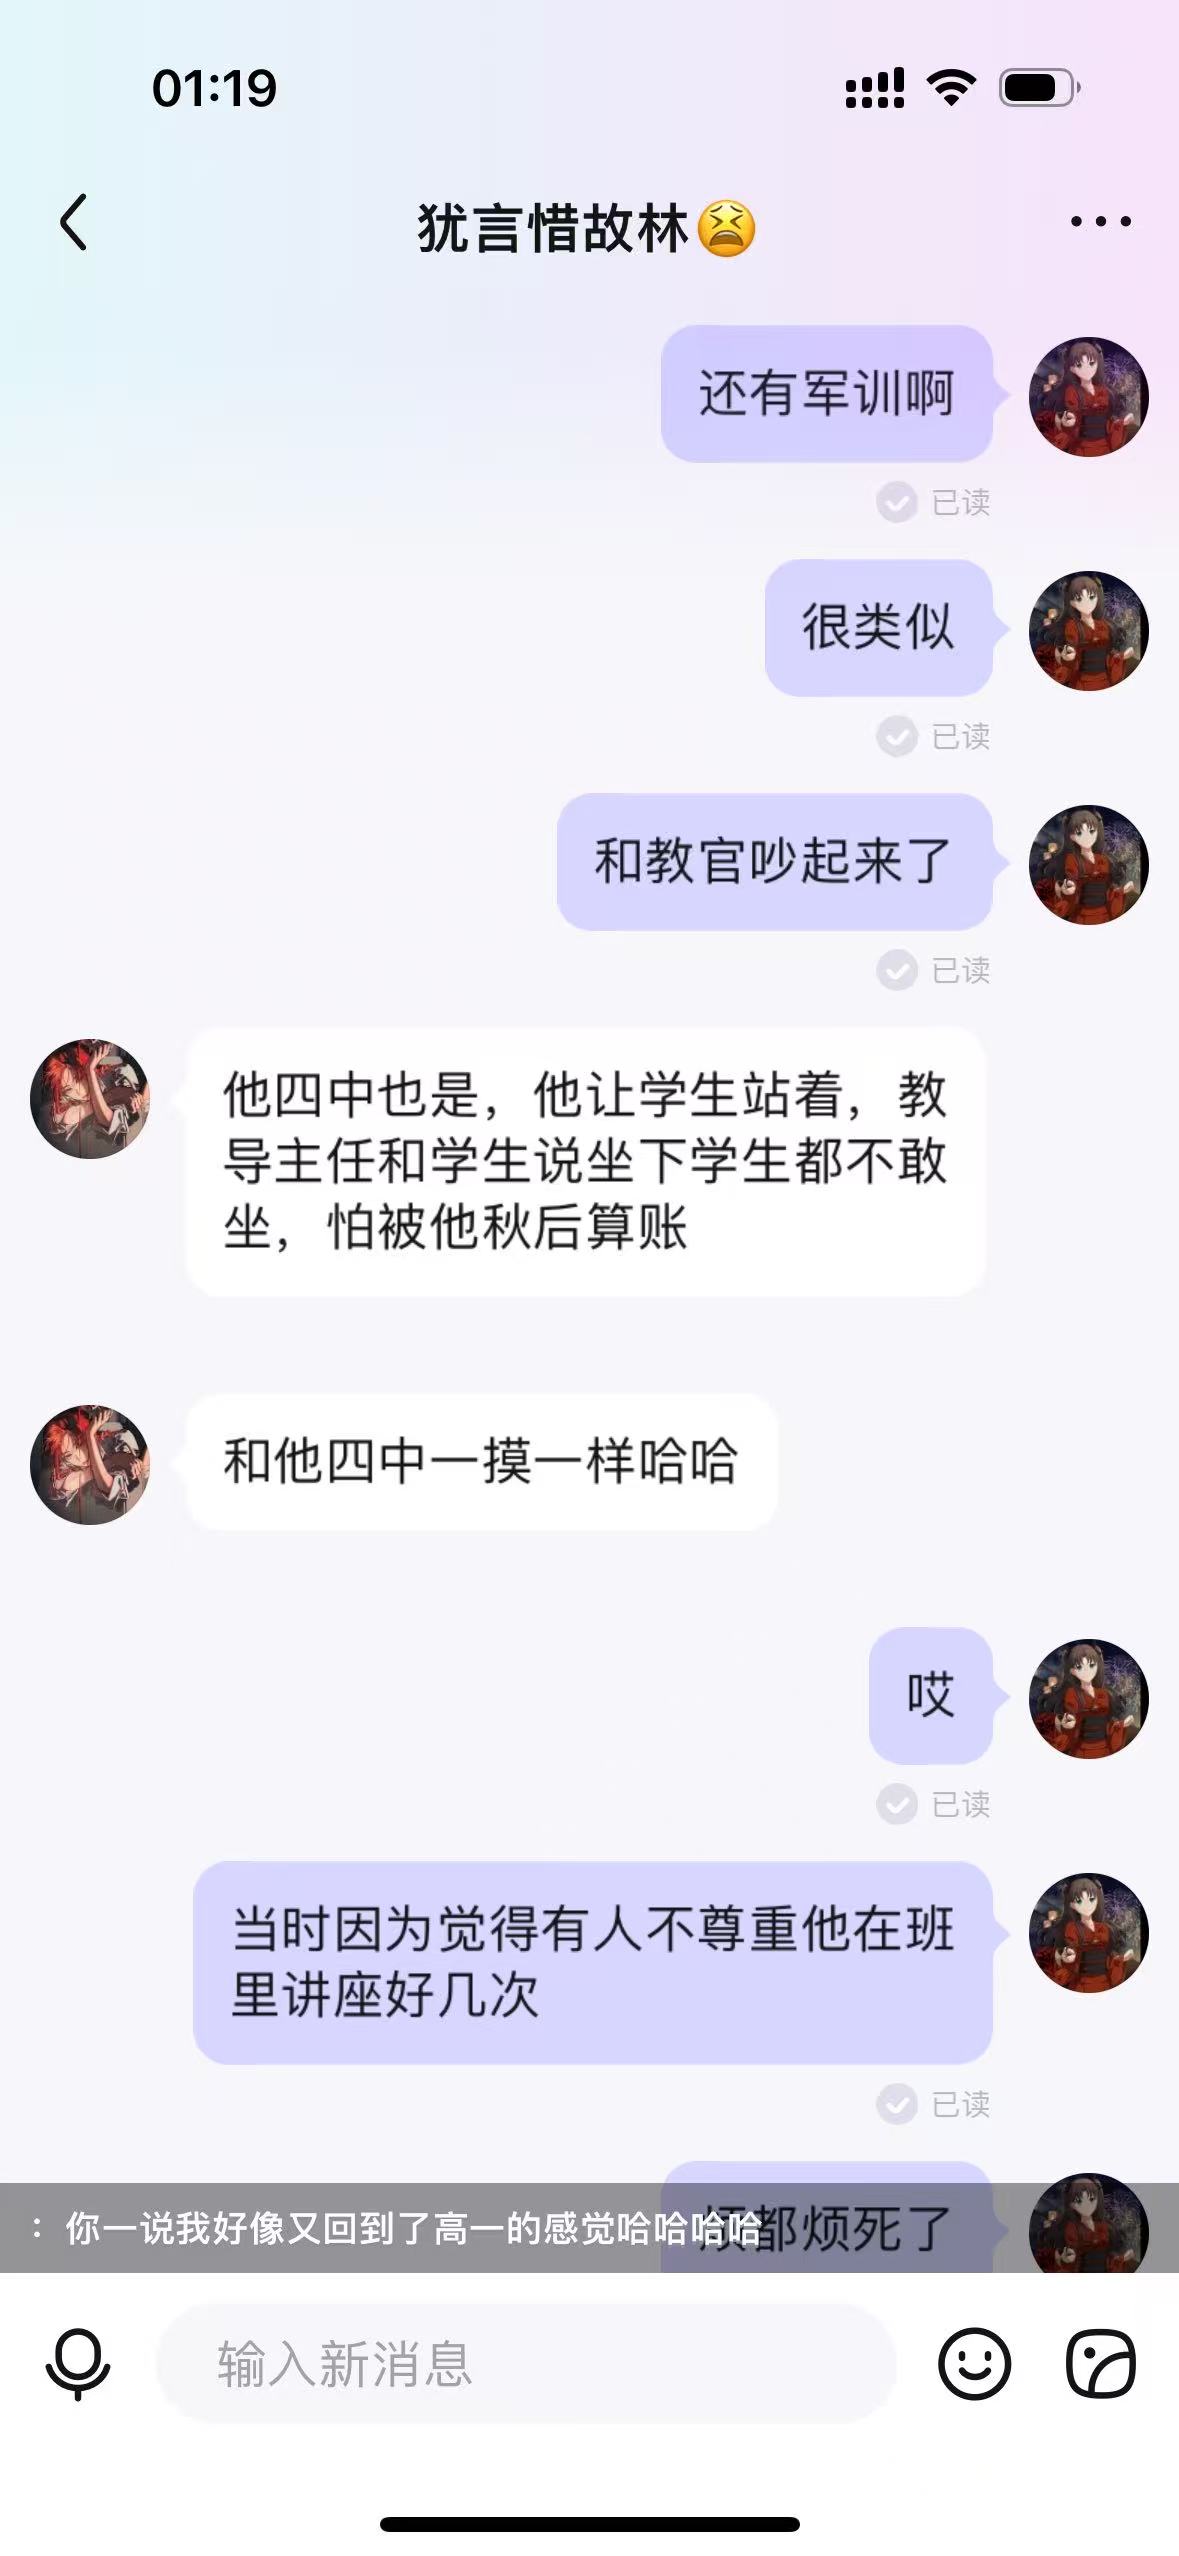 01:19
犹言惜故林😫
还有军训啊
已读
很类似
已读
和教官吵起来了
已读
他四中也是，他让学生站着，教
导主任和学生说坐下学生都不敢
坐，怕被他秋后算账
和他四中一摸一样哈哈
哎
已读
当时因为觉得有人不尊重他在班
里讲座好几次
已读
都烦死了
：你一说我好像又回到了高一的感觉哈哈哈哈
输入新消息